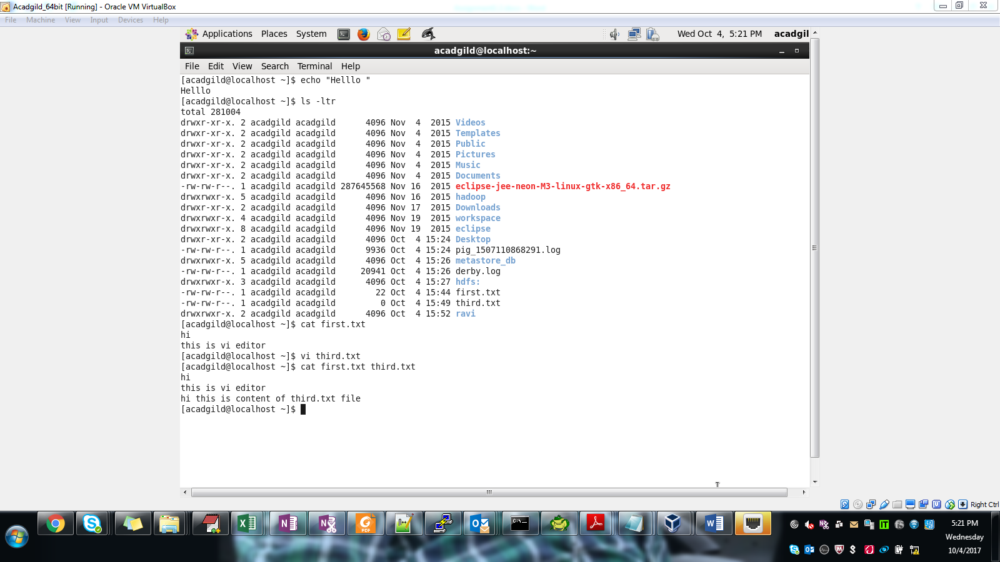 Acadgild_64bit [Running] - Oracle VM VirtualBox
File Machine View Input Devices Help
Applications Places System Wed Oct 4, 5:21 PM acadgil
acadgild@localhost:~
File Edit View Search Terminal Help
[acadgild@localhost ~]$ echo "Helllo "
Helllo
[acadgild@localhost ~]$ ls -ltr
total 281004
drwxr-xr-x. 2 acadgild acadgild      4096 Nov  4  2015 Videos
drwxr-xr-x. 2 acadgild acadgild      4096 Nov  4  2015 Templates
drwxr-xr-x. 2 acadgild acadgild      4096 Nov  4  2015 Public
drwxr-xr-x. 2 acadgild acadgild      4096 Nov  4  2015 Pictures
drwxr-xr-x. 2 acadgild acadgild      4096 Nov  4  2015 Music
drwxr-xr-x. 2 acadgild acadgild      4096 Nov  4  2015 Documents
-rw-rw-r--. 1 acadgild acadgild 287645568 Nov 16  2015 eclipse-jee-neon-M3-linux-gtk-x86_64.tar.gz
drwxrwxr-x. 5 acadgild acadgild      4096 Nov 16  2015 hadoop
drwxr-xr-x. 2 acadgild acadgild      4096 Nov 17  2015 Downloads
drwxrwxr-x. 4 acadgild acadgild      4096 Nov 19  2015 workspace
drwxrwxr-x. 8 acadgild acadgild      4096 Nov 19  2015 eclipse
drwxr-xr-x. 2 acadgild acadgild      4096 Oct  4 15:24 Desktop
-rw-rw-r--. 1 acadgild acadgild      9936 Oct  4 15:24 pig_1507110868291.log
drwxrwxr-x. 5 acadgild acadgild      4096 Oct  4 15:26 metastore_db
-rw-rw-r--. 1 acadgild acadgild     20941 Oct  4 15:26 derby.log
drwxrwxr-x. 3 acadgild acadgild      4096 Oct  4 15:27 hdfs:
-rw-rw-r--. 1 acadgild acadgild        22 Oct  4 15:44 first.txt
-rw-rw-r--. 1 acadgild acadgild         0 Oct  4 15:49 third.txt
drwxrwxr-x. 2 acadgild acadgild      4096 Oct  4 15:52 ravi
[acadgild@localhost ~]$ cat first.txt
hi
this is vi editor
[acadgild@localhost ~]$ vi third.txt
[acadgild@localhost ~]$ cat first.txt third.txt
hi
this is vi editor
hi this is content of third.txt file
[acadgild@localhost ~]$
Right Ctrl
5:21 PM
Wednesday
10/4/2017